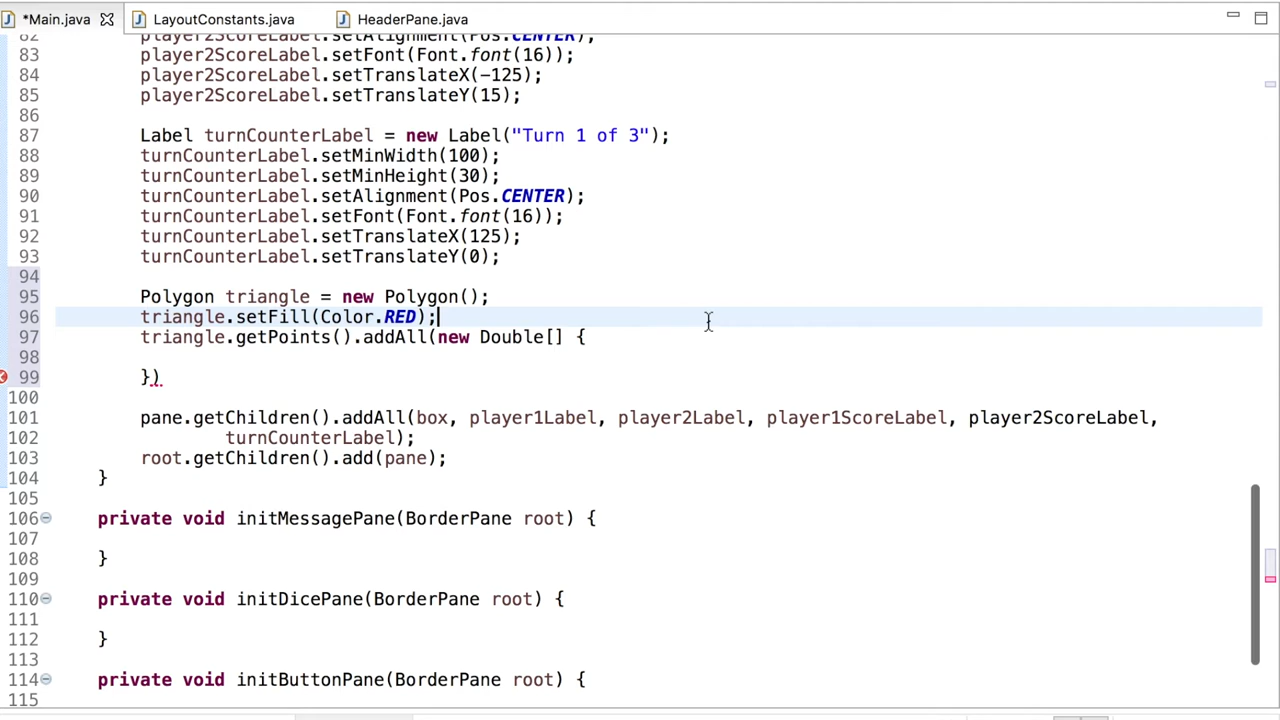 *Main.java LayoutConstants.java HeaderPane.java
82 player2ScoreLabel.setAlignment(Pos.CENTER);
83 player2ScoreLabel.setFont(Font.font(16));
84 player2ScoreLabel.setTranslateX(-125);
85 player2ScoreLabel.setTranslateY(15);
86
87 Label turnCounterLabel = new Label("Turn 1 of 3");
88 turnCounterLabel.setMinWidth(100);
89 turnCounterLabel.setMinHeight(30);
90 turnCounterLabel.setAlignment(Pos.CENTER);
91 turnCounterLabel.setFont(Font.font(16));
92 turnCounterLabel.setTranslateX(125);
93 turnCounterLabel.setTranslateY(0);
94
95 Polygon triangle = new Polygon();
96 triangle.setFill(Color.RED);
97 triangle.getPoints().addAll(new Double[] {
98
99 })
100
101 pane.getChildren().addAll(box, player1Label, player2Label, player1ScoreLabel, player2ScoreLabel,
102 turnCounterLabel);
103 root.getChildren().add(pane);
104 }
105
106 private void initMessagePane(BorderPane root) {
107
108 }
109
110 private void initDicePane(BorderPane root) {
111
112 }
113
114 private void initButtonPane(BorderPane root) {
115